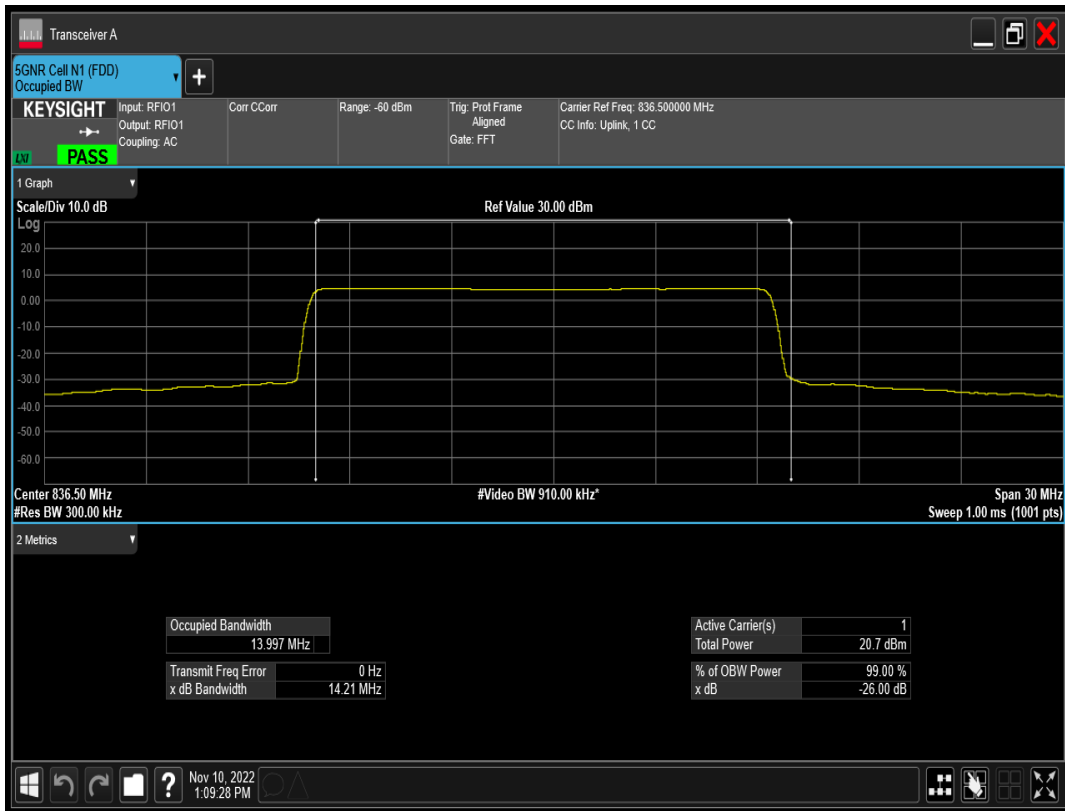 Transceiver A
5GNR Cell N1 (FDD)
Occupied BW
+
KEYSIGHT
LXI
PASS
Input: RFIO1
Output: RFIO1
Coupling: AC
Corr CCorr
Range: -60 dBm
Trig: Prot Frame
Aligned
Gate: FFT
Carrier Ref Freq: 836.500000 MHz
CC Info: Uplink, 1 CC
1 Graph
Scale/Div 10.0 dB
Ref Value 30.00 dBm
Log
20.0
10.0
0.00
-10.0
-20.0
-30.0
-40.0
-50.0
-60.0
Center 836.50 MHz
#Video BW 910.00 kHz*
Span 30 MHz
#Res BW 300.00 kHz
Sweep 1.00 ms (1001 pts)
2 Metrics
Occupied Bandwidth
13.997 MHz
Transmit Freq Error 0 Hz
x dB Bandwidth 14.21 MHz
Active Carrier(s) 1
Total Power 20.7 dBm
% of OBW Power 99.00 %
x dB -26.00 dB
?
Nov 10, 2022
1:09:28 PM